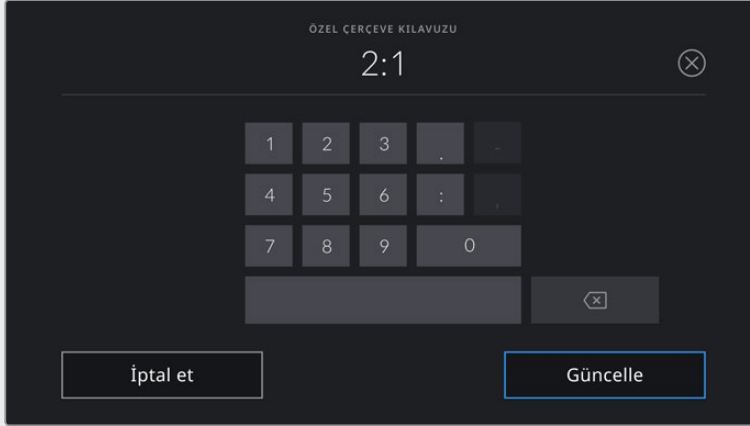 ÖZEL ÇERÇEVE KILAVUZU
2:1
1 2 3 . -
4 5 6 : ,
7 8 9 0
İptal et Güncelle